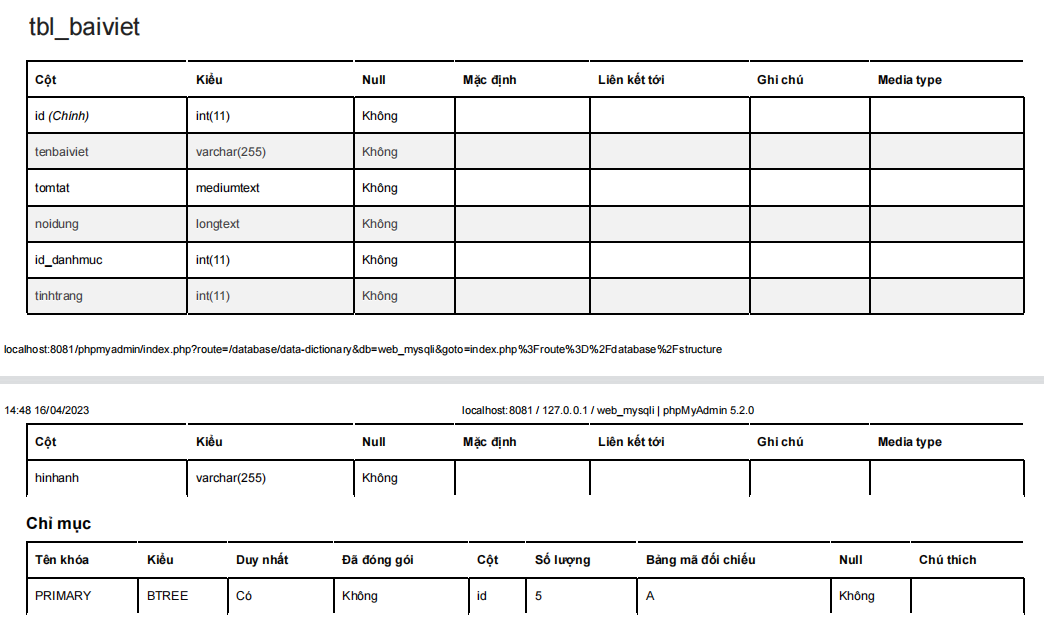 tbl_baiviet
Cột Kiểu Null Mặc định Liên kết tới Ghi chú Media type
id (Chính) int(11) Không
tenbaiviet varchar(255) Không
tomtat mediumtext Không
noidung longtext Không
id_danhmuc int(11) Không
tinhtrang int(11) Không
localhost:8081/phpmyadmin/index.php?route=/database/data-dictionary&db=web_mysqli&goto=index.php%3Froute%3D%2Fdatabase%2Fstructure
14:48 16/04/2023 localhost:8081 / 127.0.0.1 / web_mysqli | phpMyAdmin 5.2.0
Cột Kiểu Null Mặc định Liên kết tới Ghi chú Media type
hinhanh varchar(255) Không
Chỉ mục
Tên khóa Kiểu Duy nhất Đã đóng gói Cột Số lượng Bảng mã đối chiếu Null Chú thích
PRIMARY BTREE Có Không id 5 A Không